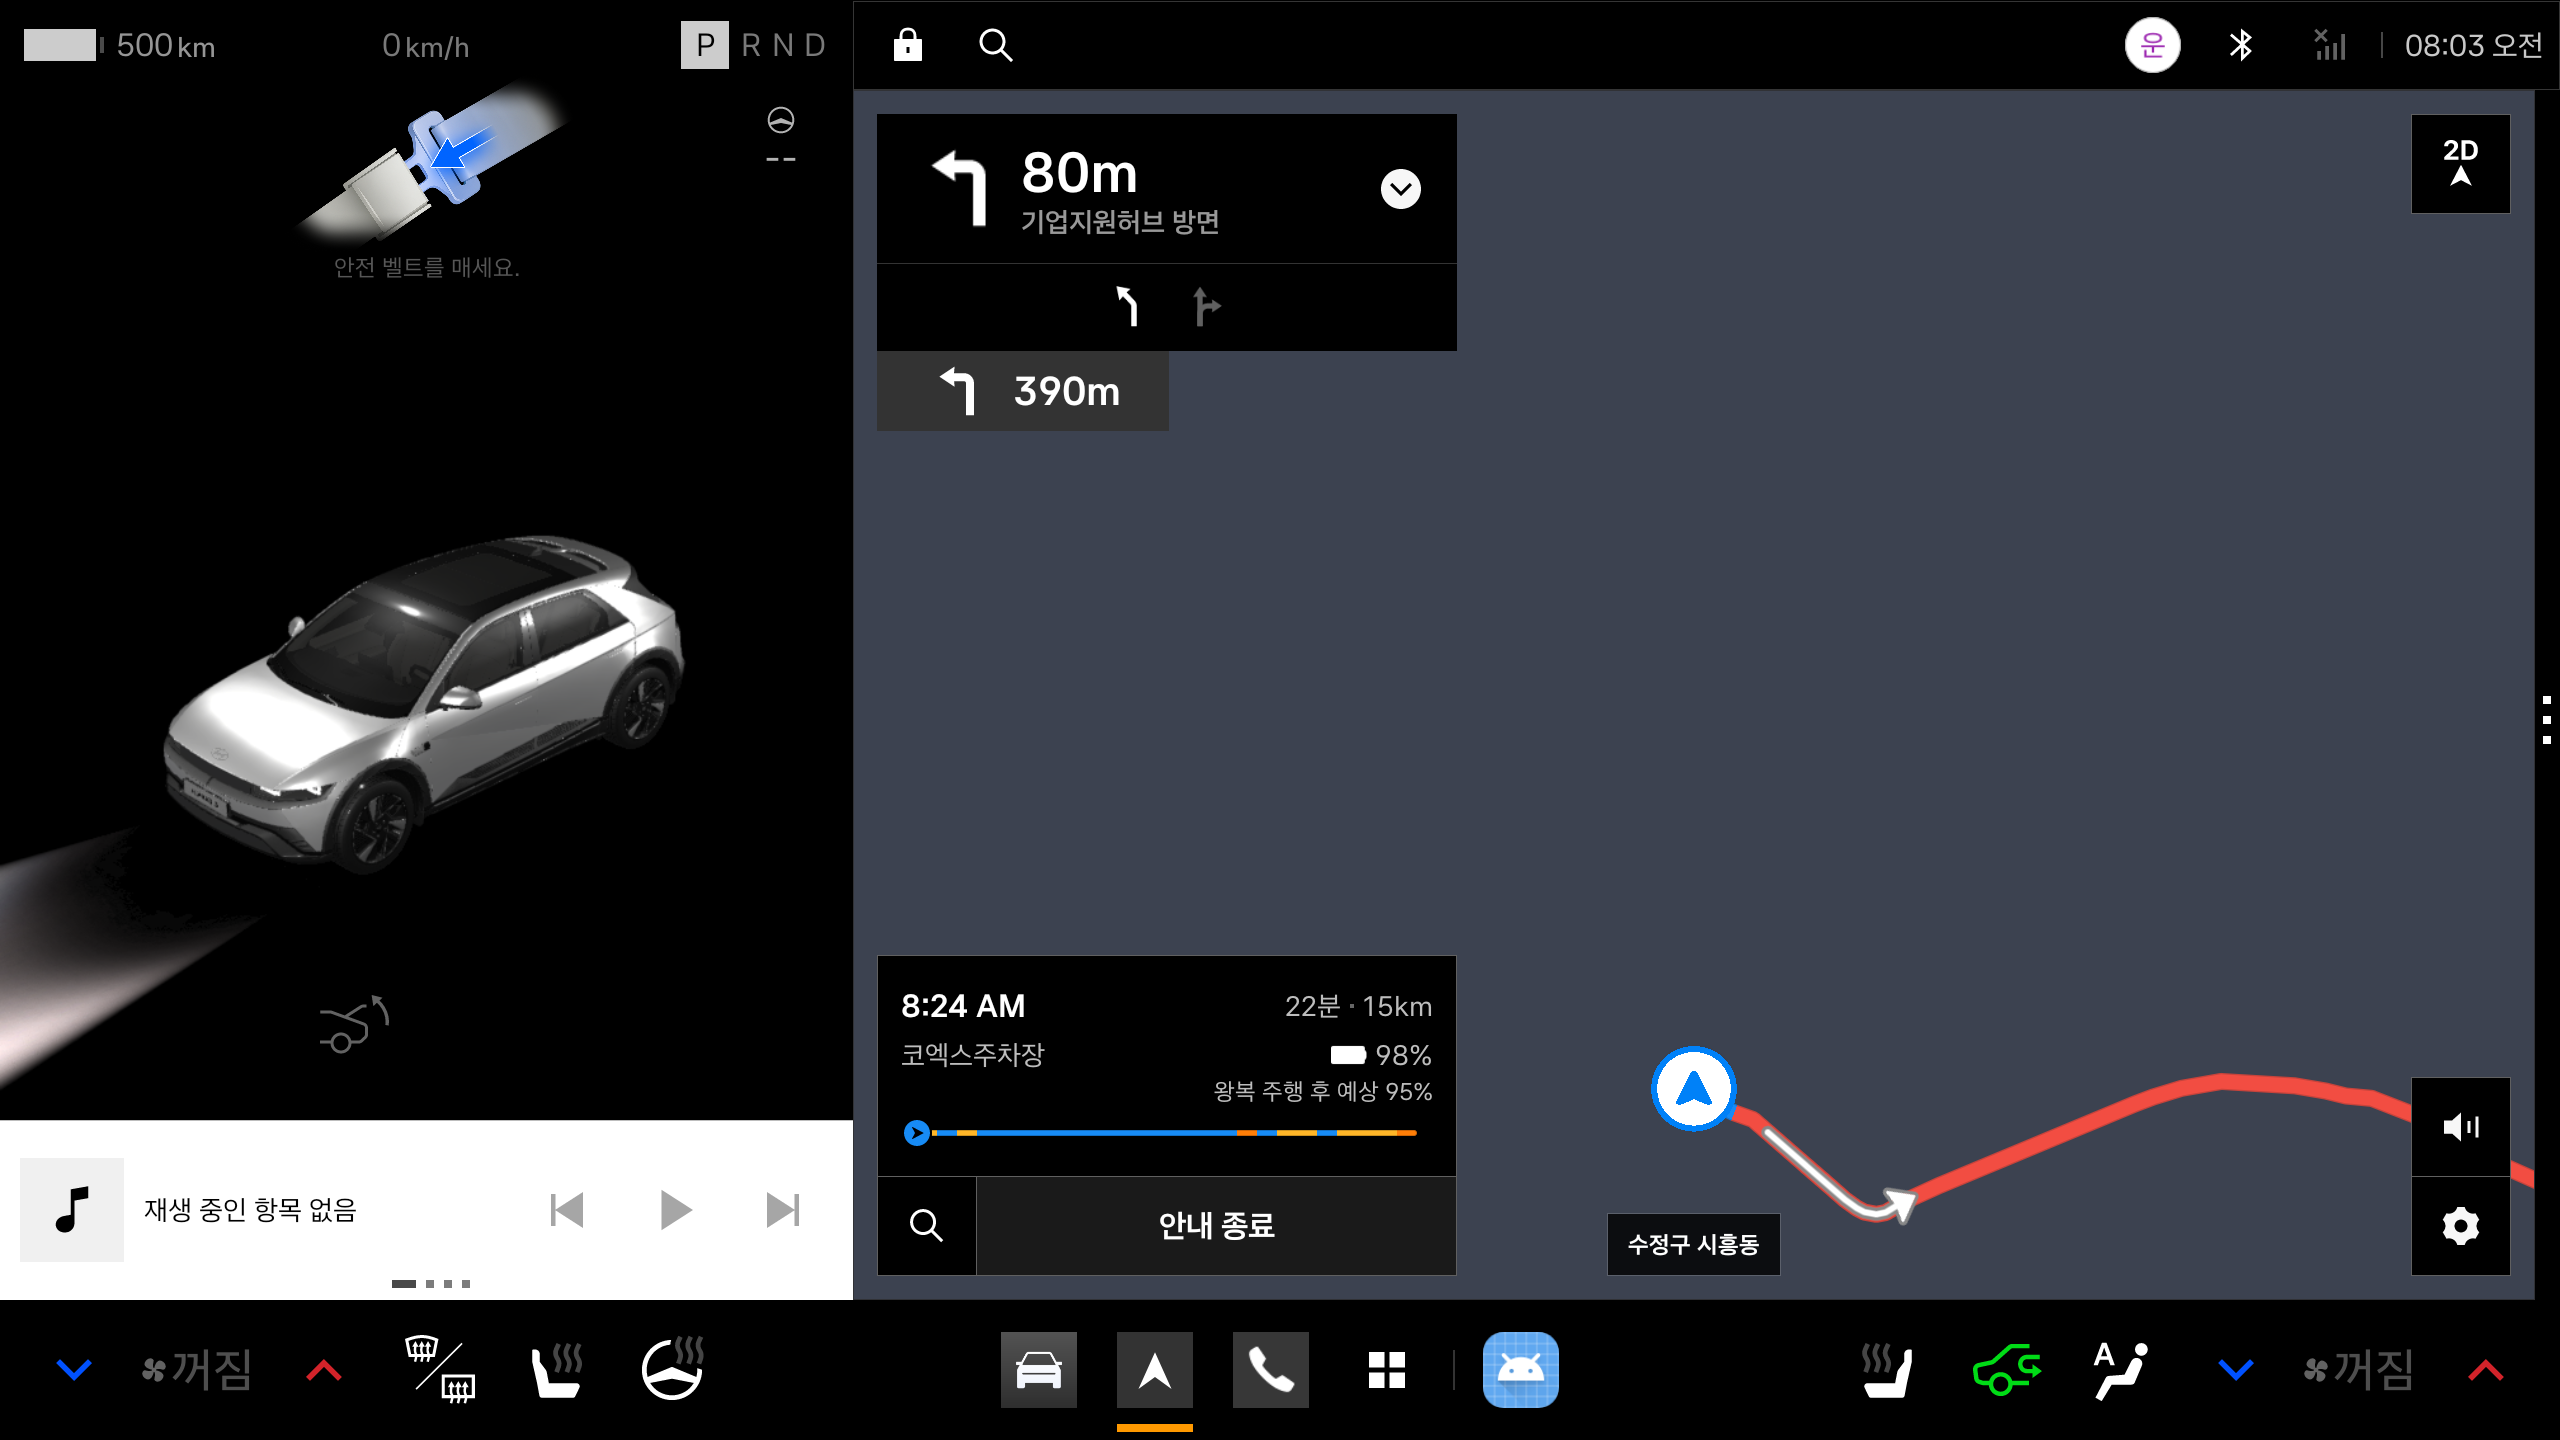 500 km
0 km/h
P R N D
운
08:03 오전
--
안전 벨트를 매세요.
80m
기업지원허브 방면
390m
2D
8:24 AM
22분 · 15km
코엑스주차장
98%
왕복 주행 후 예상 95%
안내 종료
수정구 시흥동
재생 중인 항목 없음
꺼짐
A
꺼짐